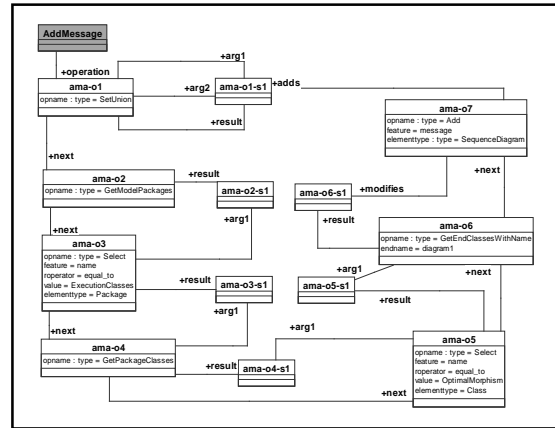 AddMessage
+operation
ama-o1
opname : type = SetUnion
+arg1
+arg2
+result
ama-o1-s1
+adds
+next
ama-o2
opname : type = GetModelPackages
+result
ama-o2-s1
+arg1
+next
ama-o3
opname : type = Select
feature = name
roperator = equal_to
value = ExecutionClasses
elementtype = Package
+result
ama-o3-s1
+arg1
+next
ama-o4
opname : type = GetPackageClasses
+result
ama-o4-s1
+arg1
+next
ama-o7
opname : type = Add
feature = message
elementtype : type = SequenceDiagram
+next
ama-o6-s1
+modifies
+result
ama-o6
opname : type = GetEndClassesWithName
endname = diagram1
+arg1
+next
ama-o5-s1
+result
ama-o5
opname : type = Select
feature = name
roperator = equal_to
value = OptimalMorphism
elementtype = Class